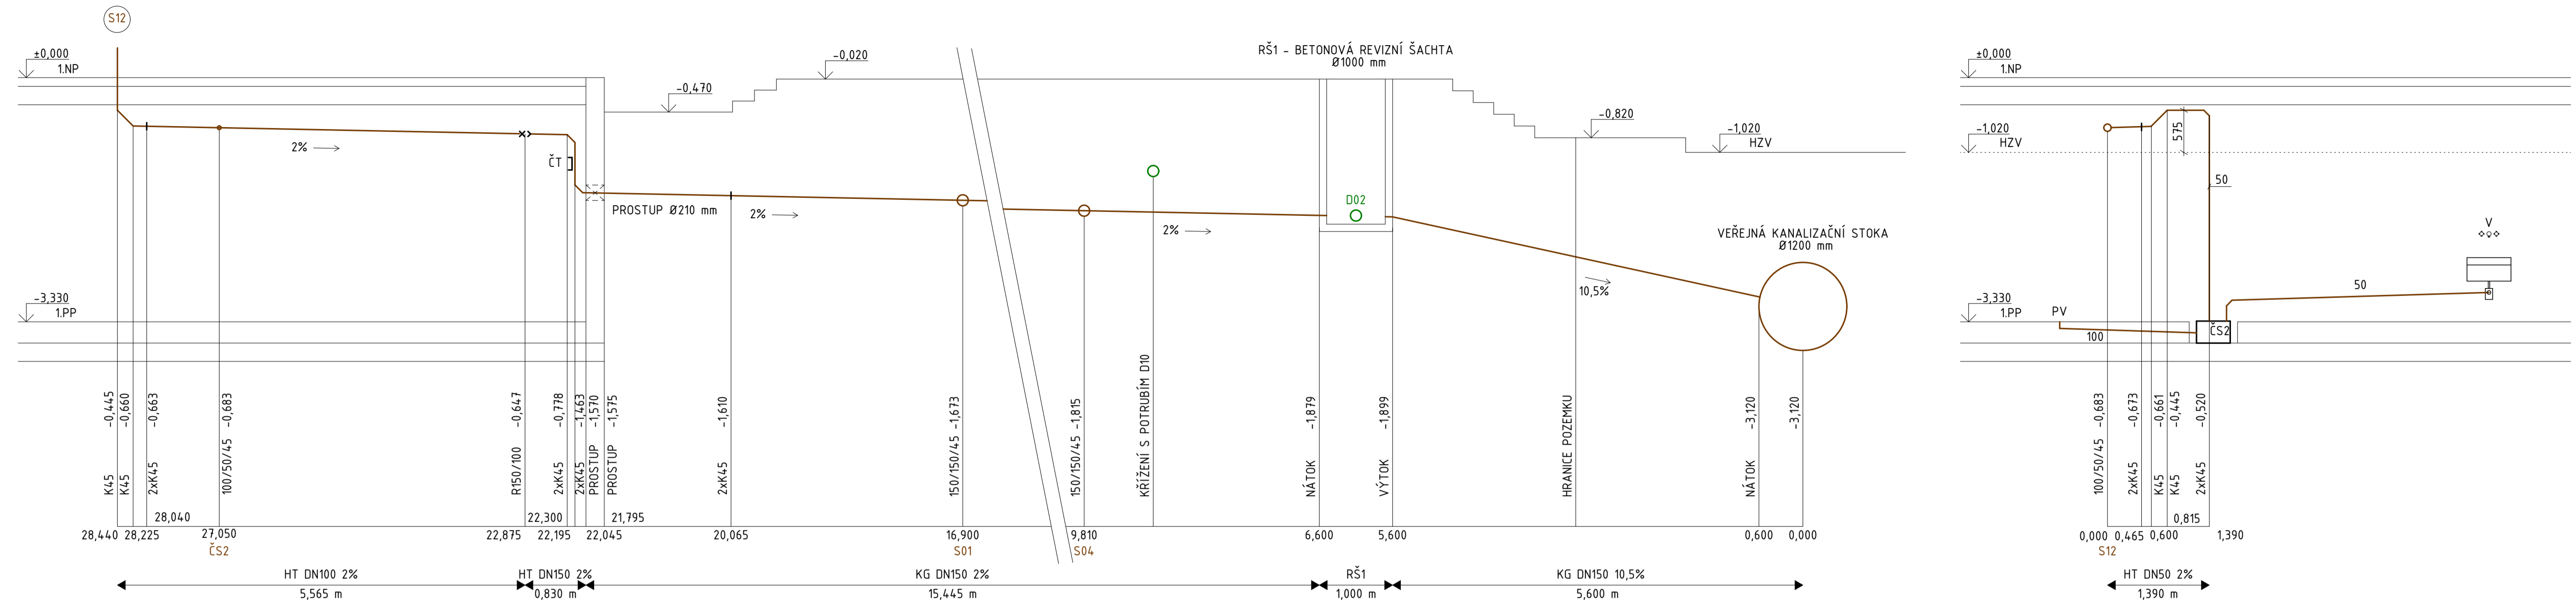 S12
±0,000
1.NP
-0,470
-0,020
RŠ1 - BETONOVÁ REVIZNÍ ŠACHTA
Ø1000 mm
-0,820
-1,020
HZV
2%
ČT
PROSTUP Ø210 mm
2%
2%
D02
10,5%
VEŘEJNÁ KANALIZAČNÍ STOKA
Ø1200 mm
-3,330
1.PP
K45 -0,445
K45 -0,660
2xK45 -0,663
100/50/45 -0,683
R150/100 -0,647
2xK45 -0,778
2xK45 -1,463
PROSTUP -1,570
PROSTUP -1,575
2xK45 -1,610
150/150/45 -1,673
150/150/45 -1,815
KŘÍŽENÍ S POTRUBÍM D10
NÁTOK -1,879
VÝTOK -1,899
HRANICE POZEMKU
NÁTOK -3,120
-3,120
28,040
22,300
21,795
28,440 28,225 27,050 22,875 22,195 22,045 20,065 16,900 9,810 6,600 5,600 0,600 0,000
ČS2 S01 S04
HT DN100 2% HT DN150 2% KG DN150 2% RŠ1 KG DN150 10,5%
5,565 m 0,830 m 15,445 m 1,000 m 5,600 m
±0,000
1.NP
-1,020
HZV
575
50
V
50
-3,330
1.PP
PV
100
ČS2
100/50/45 -0,683
2xK45 -0,673
K45 -0,661
K45 -0,445
2xK45 -0,520
0,815
0,000 0,465 0,600 1,390
S12
HT DN50 2%
1,390 m